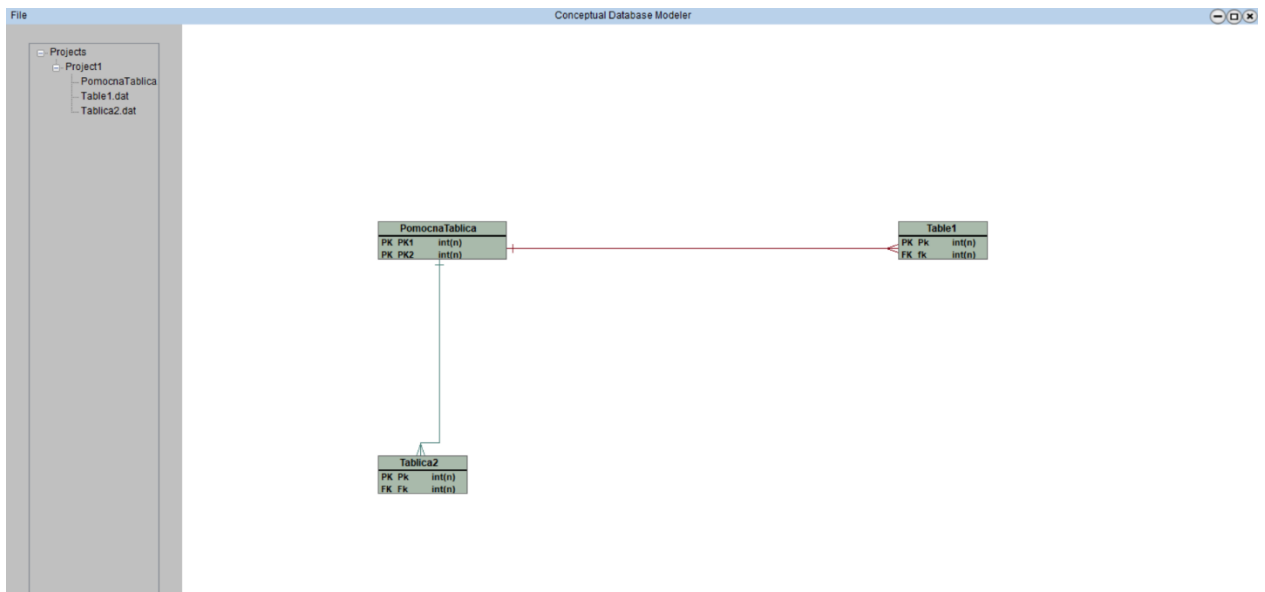 File Conceptual Database Modeler
Projects
Project1
PomocnaTablica
Table1.dat
Tablica2.dat
PomocnaTablica
PK PK1 int(n)
PK PK2 int(n)
Table1
PK Pk int(n)
FK fk int(n)
Tablica2
PK Pk int(n)
FK Fk int(n)